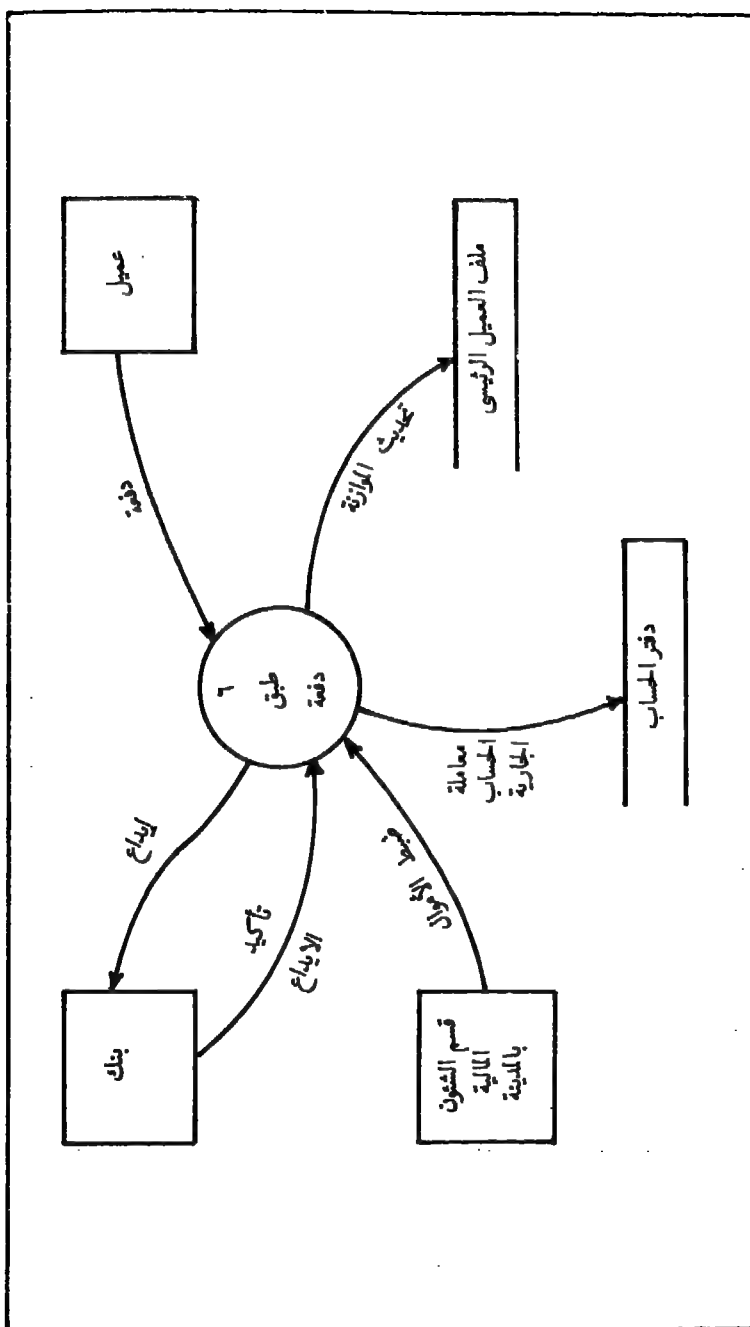 عميل
دفعة
ملف العميل الرئيسى
تحديث الموازنة
٦
طبق
دفعة
دفتر الحساب
معاملة
الحساب
الجارية
إيداع
تأكيد
الايداع
ضبط الأموال
بنك
قسم الشئون
المالية
بالمدينة